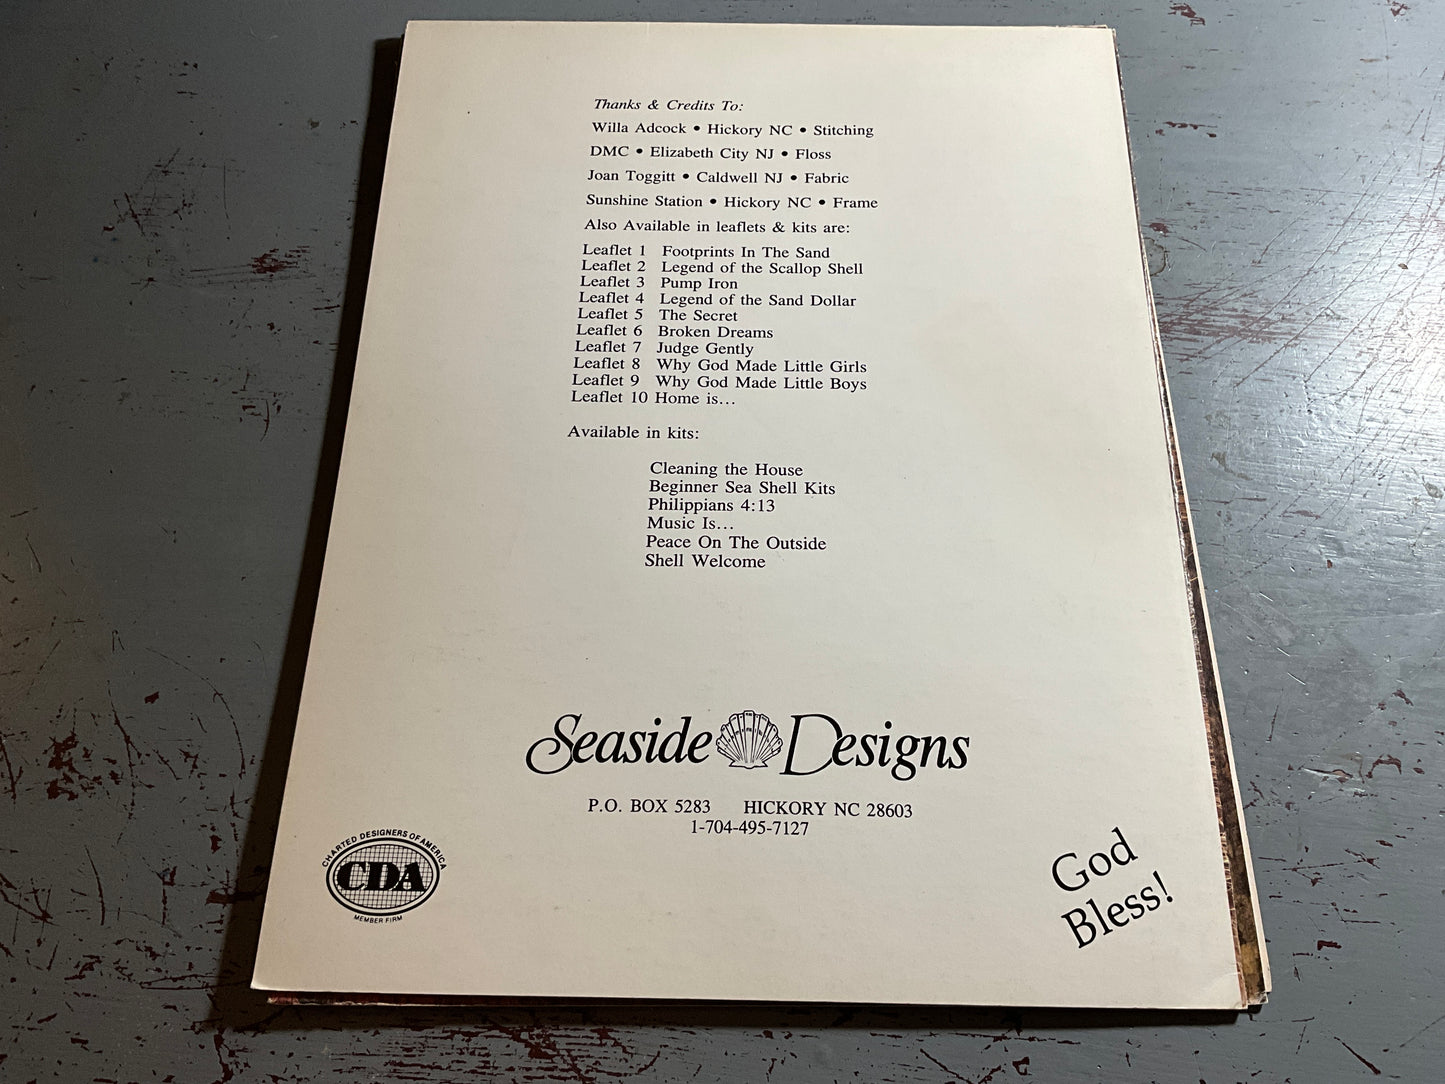 Thanks & Credits To:
Willa Adcock • Hickory NC • Stitching
DMC • Elizabeth City NJ • Floss
Joan Toggitt • Caldwell NJ • Fabric
Sunshine Station • Hickory NC • Frame
Also Available in leaflets & kits are:
Leaflet 1 Footprints In The Sand
Leaflet 2 Legend of the Scallop Shell
Leaflet 3 Pump Iron
Leaflet 4 Legend of the Sand Dollar
Leaflet 5 The Secret
Leaflet 6 Broken Dreams
Leaflet 7 Judge Gently
Leaflet 8 Why God Made Little Girls
Leaflet 9 Why God Made Little Boys
Leaflet 10 Home is...
Available in kits:
Cleaning the House
Beginner Sea Shell Kits
Philippians 4:13
Music Is...
Peace On The Outside
Shell Welcome
Seaside Designs
P.O. BOX 5283 HICKORY NC 28603
1-704-495-7127
CHARTED DESIGNERS OF AMERICA
CDA
MEMBER FIRM
God
Bless!